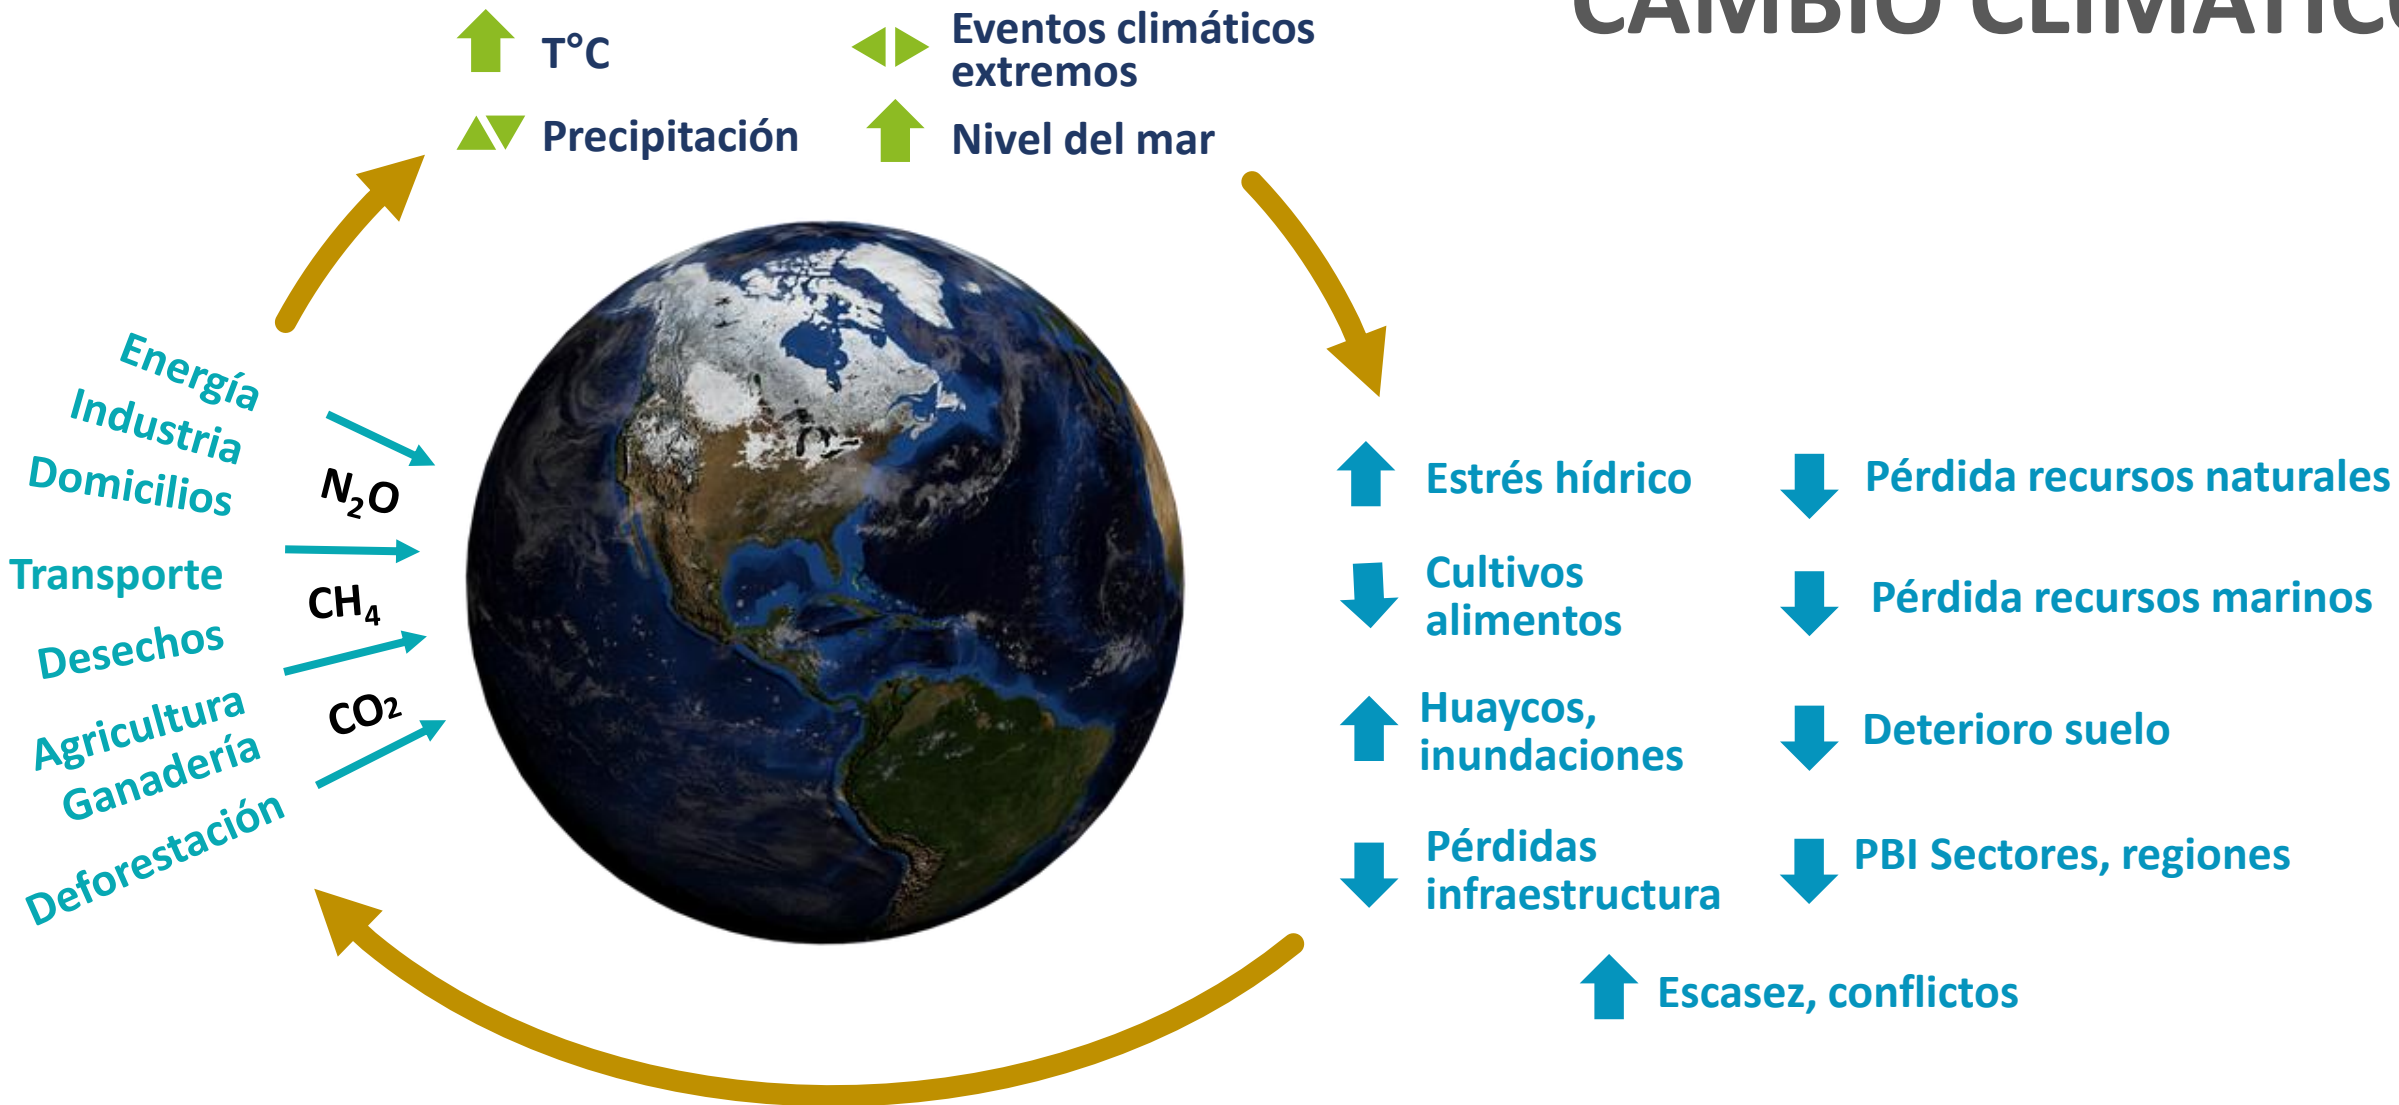 CAMBIO CLIMÁTICO
T°C
Precipitación
Eventos climáticos
extremos
Nivel del mar
Energía
Industria
Domicilios
Transporte
Desechos
Agricultura
Ganadería
Deforestación
N₂O
CH₄
CO₂
Estrés hídrico
Cultivos
alimentos
Huaycos,
inundaciones
Pérdidas
infraestructura
Pérdida recursos naturales
Pérdida recursos marinos
Deterioro suelo
PBI Sectores, regiones
Escasez, conflictos